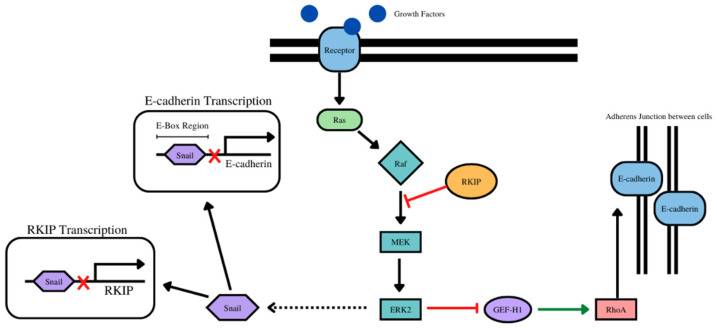 Growth Factors
Receptor
E-cadherin Transcription
E-Box Region
Snail
E-cadherin
Ras
Raf
RKIP
Adherens Junction between cells
E-cadherin
E-cadherin
RKIP Transcription
Snail
RKIP
MEK
Snail
ERK2
GEF-H1
RhoA